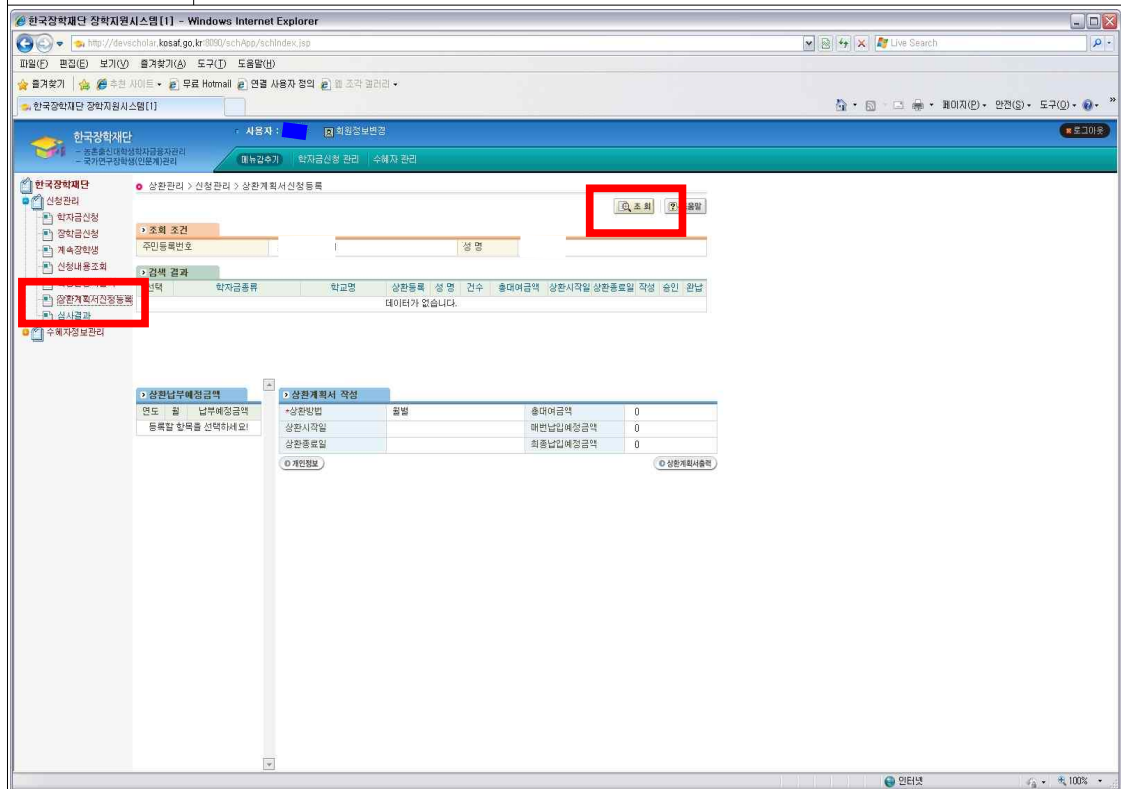 한국장학재단 장학지원시스템[1] - Windows Internet Explorer
http://devscholar.kosaf.go.kr:8090/schApp/schIndex.jsp
Live Search
파일(F) 편집(E) 보기(V) 즐겨찾기(A) 도구(T) 도움말(H)
즐겨찾기 추천 사이트 무료 Hotmail 연결 사용자 정의 웹 조각 갤러리
한국장학재단 장학지원시스템[1]
페이지(P) 안전(S) 도구(O)
한국장학재단
- 농촌출신대학생학자금융자관리
- 국가연구장학생(인문계)관리
사용자 : 회원정보변경
로그아웃
메뉴감추기 학자금신청 관리 수혜자 관리
한국장학재단
신청관리
학자금신청
장학금신청
계속장학생
신청내용조회
상환계획서신청등록
심사결과
수혜자정보관리
상환관리 > 신청관리 > 상환계획서신청등록
조 회
조회 조건
주민등록번호 성 명
검색 결과
선택 학자금종류 학교명 상환등록 성 명 건수 총대여금액 상환시작일 상환종료일 작성 승인 완납
데이터가 없습니다.
상환납부예정금액
연도 월 납부예정금액
등록할 항목을 선택하세요!
상환계획서 작성
*상환방법 월별 총대여금액 0
상환시작일 매번납입예정금액 0
상환종료일 최종납입예정금액 0
개인정보 상환계획서출력
인터넷 100%